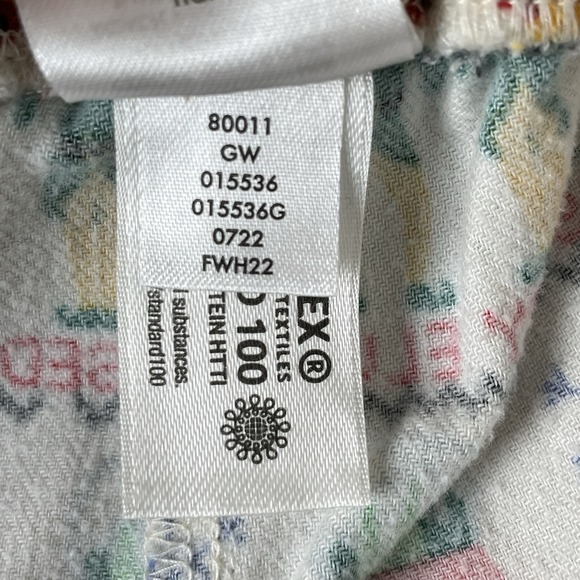 80011
GW
015536
015536G
0722
FWH22
EX®
TEXTILES
100
TEIN HTTI
substances
standard100